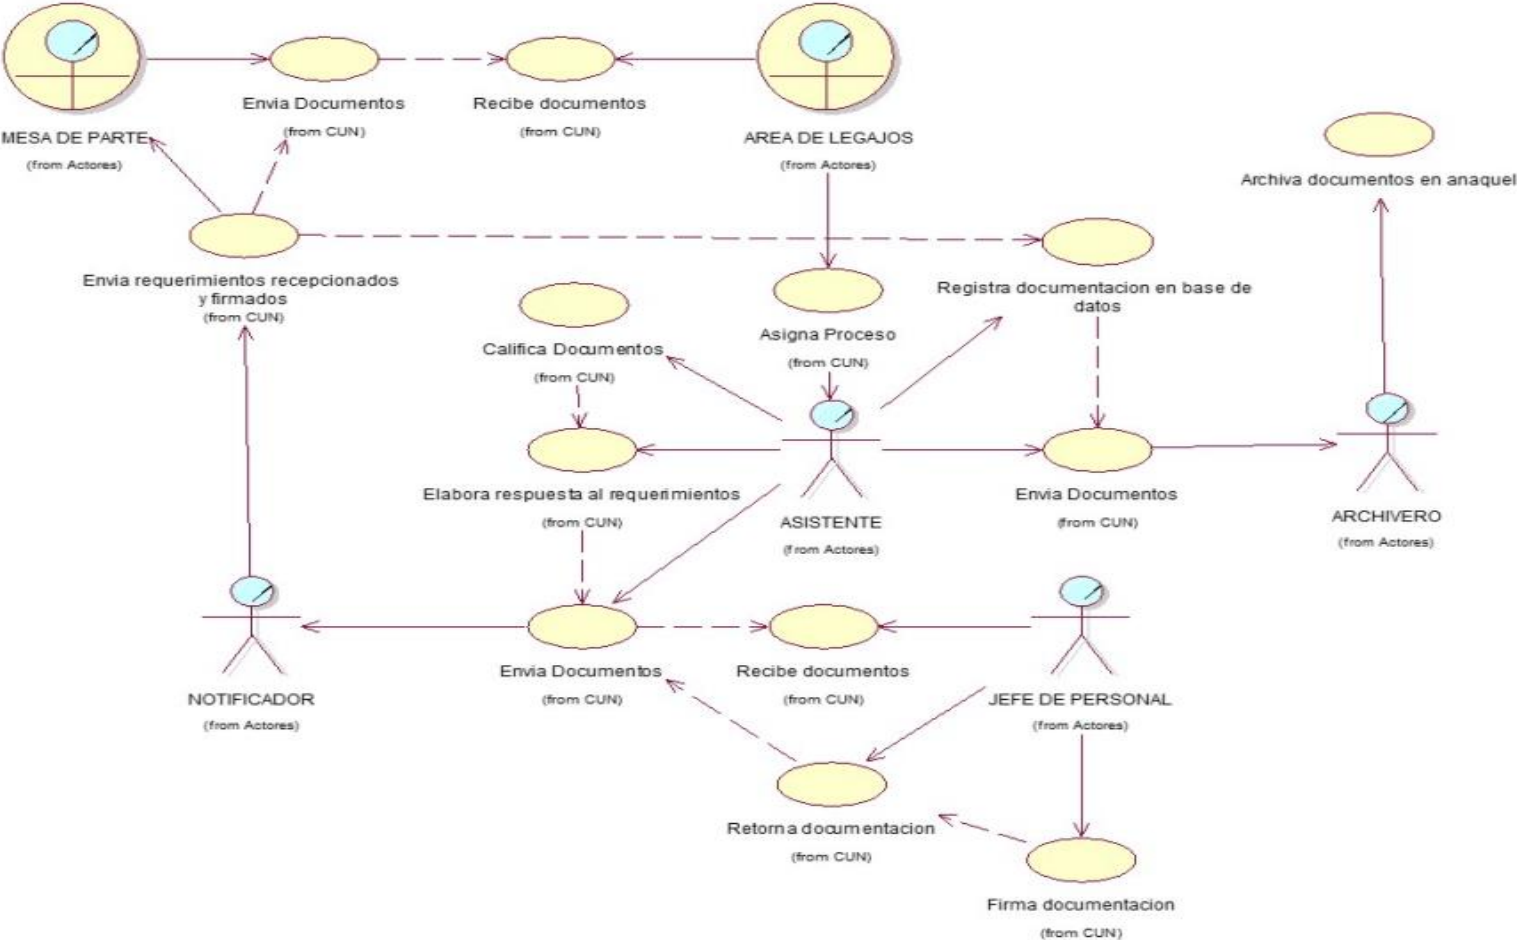 Envia Documentos
(from CUN)
Recibe documentos
(from CUN)
MESA DE PARTE
(from Actores)
AREA DE LEGAJOS
(from Actores)
Archiva documentos en anaquel
Envia requerimientos recepcionados
y firmados
(from CUN)
Registra documentacion en base de
datos
Asigna Proceso
(from CUN)
Califica Documentos
(from CUN)
Elabora respuesta al requerimientos
(from CUN)
ASISTENTE
(from Actores)
Envia Documentos
(from CUN)
ARCHIVERO
(from Actores)
NOTIFICADOR
(from Actores)
Envia Documentos
(from CUN)
Recibe documentos
(from CUN)
JEFE DE PERSONAL
(from Actores)
Retorna documentacion
(from CUN)
Firma documentacion
(from CUN)